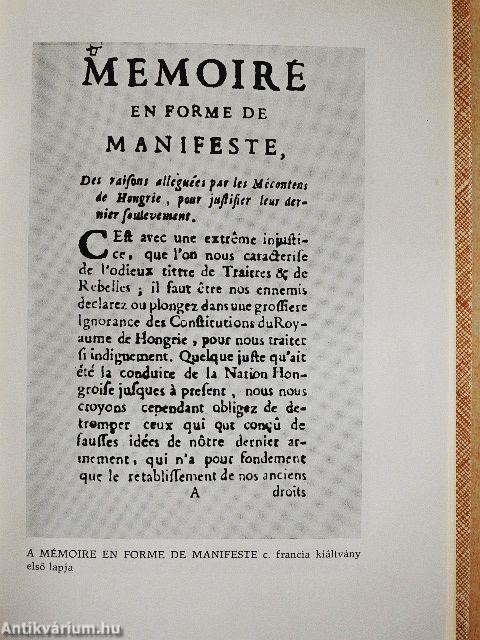 MEMOIRE
EN FORME DE
MANIFESTE,
Des raisons alleguées par les Mécontens
de Hongrie, pour justifier leur der-
nier soulevement.
CEst avec une extrême injusti-
ce, que l'on nous caracterise
de l'odieux tittre de Traitres & de
Rebelles; il faut être nos ennemis
declarez ou plongez dans une grossiere
Ignorance des Constitutions du Roy-
aume de Hongrie, pour nous traiter
si indignement. Quelque juste qu'ait
été la conduite de la Nation Hon-
groise jusques à present, nous nous
croyons cependant obligez de de-
tromper ceux qui ont conçû de
fausses idées de nôtre dernier ar-
mement, qui n'a pour fondement
que le retablissement de nos anciens
A droits
A MÉMOIRE EN FORME DE MANIFESTE c. francia kiáltvány
első lapja
Antikvárium.hu